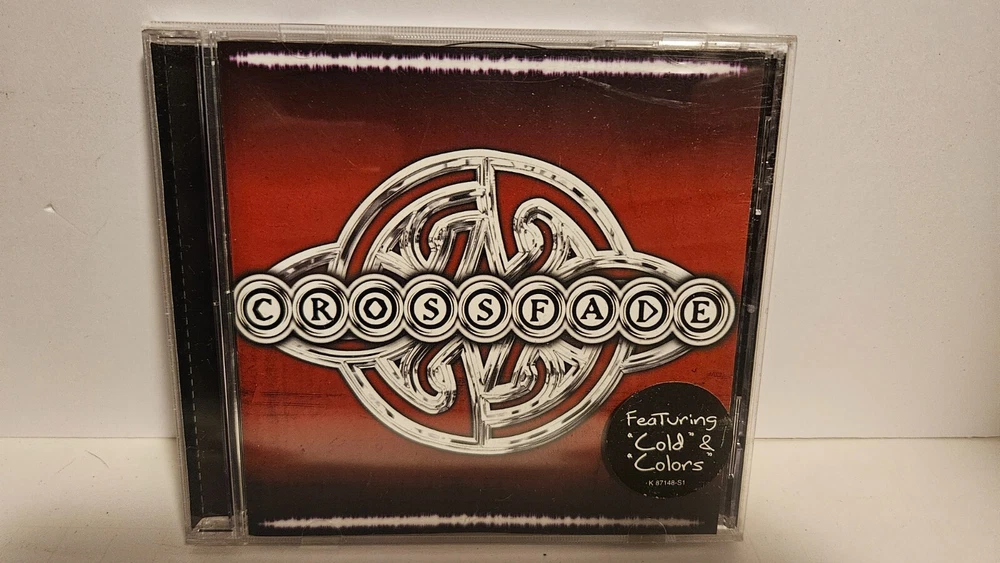 CROSSFADE
Featuring
"Cold" &
"Colors"
K 87148-S1